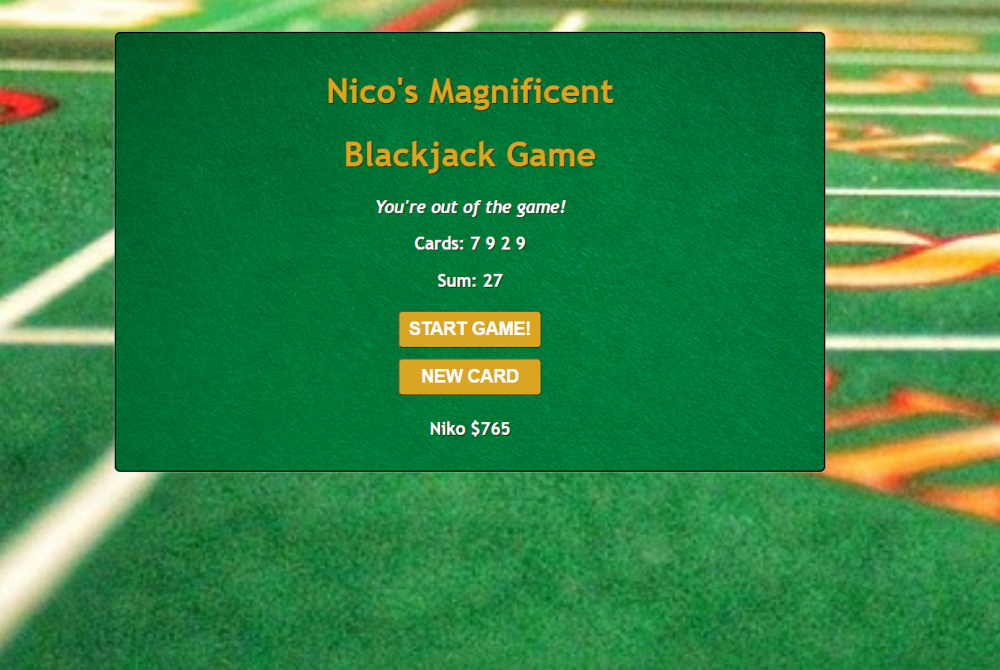 Nico's Magnificent
Blackjack Game
You're out of the game!
Cards: 7 9 2 9
Sum: 27
START GAME!
NEW CARD
Niko $765